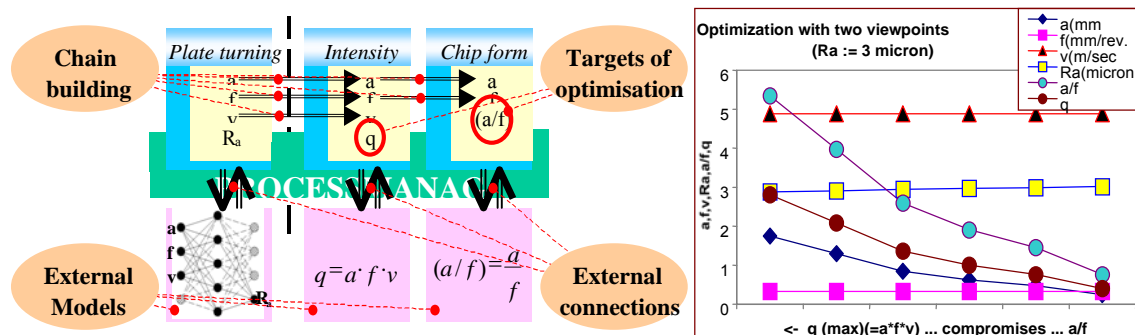 Chain
building
Plate turning
Intensity
Chip form
Targets of
optimisation
a
a
a
f
f
f
v
v
(a/f
Ra
q
PROCESS MANAG
a
f
v
Ra
External
Models
q = a · f · v
(a / f) = a
f
External
connections
Optimization with two viewpoints
(Ra := 3 micron)
a(mm
f(mm/rev.
v(m/sec
Ra(micron
a/f
q
6
5
4
3
2
1
0
a,f,v,Ra,a/f,q
<- q (max)(=a*f*v) ... compromises ... a/f